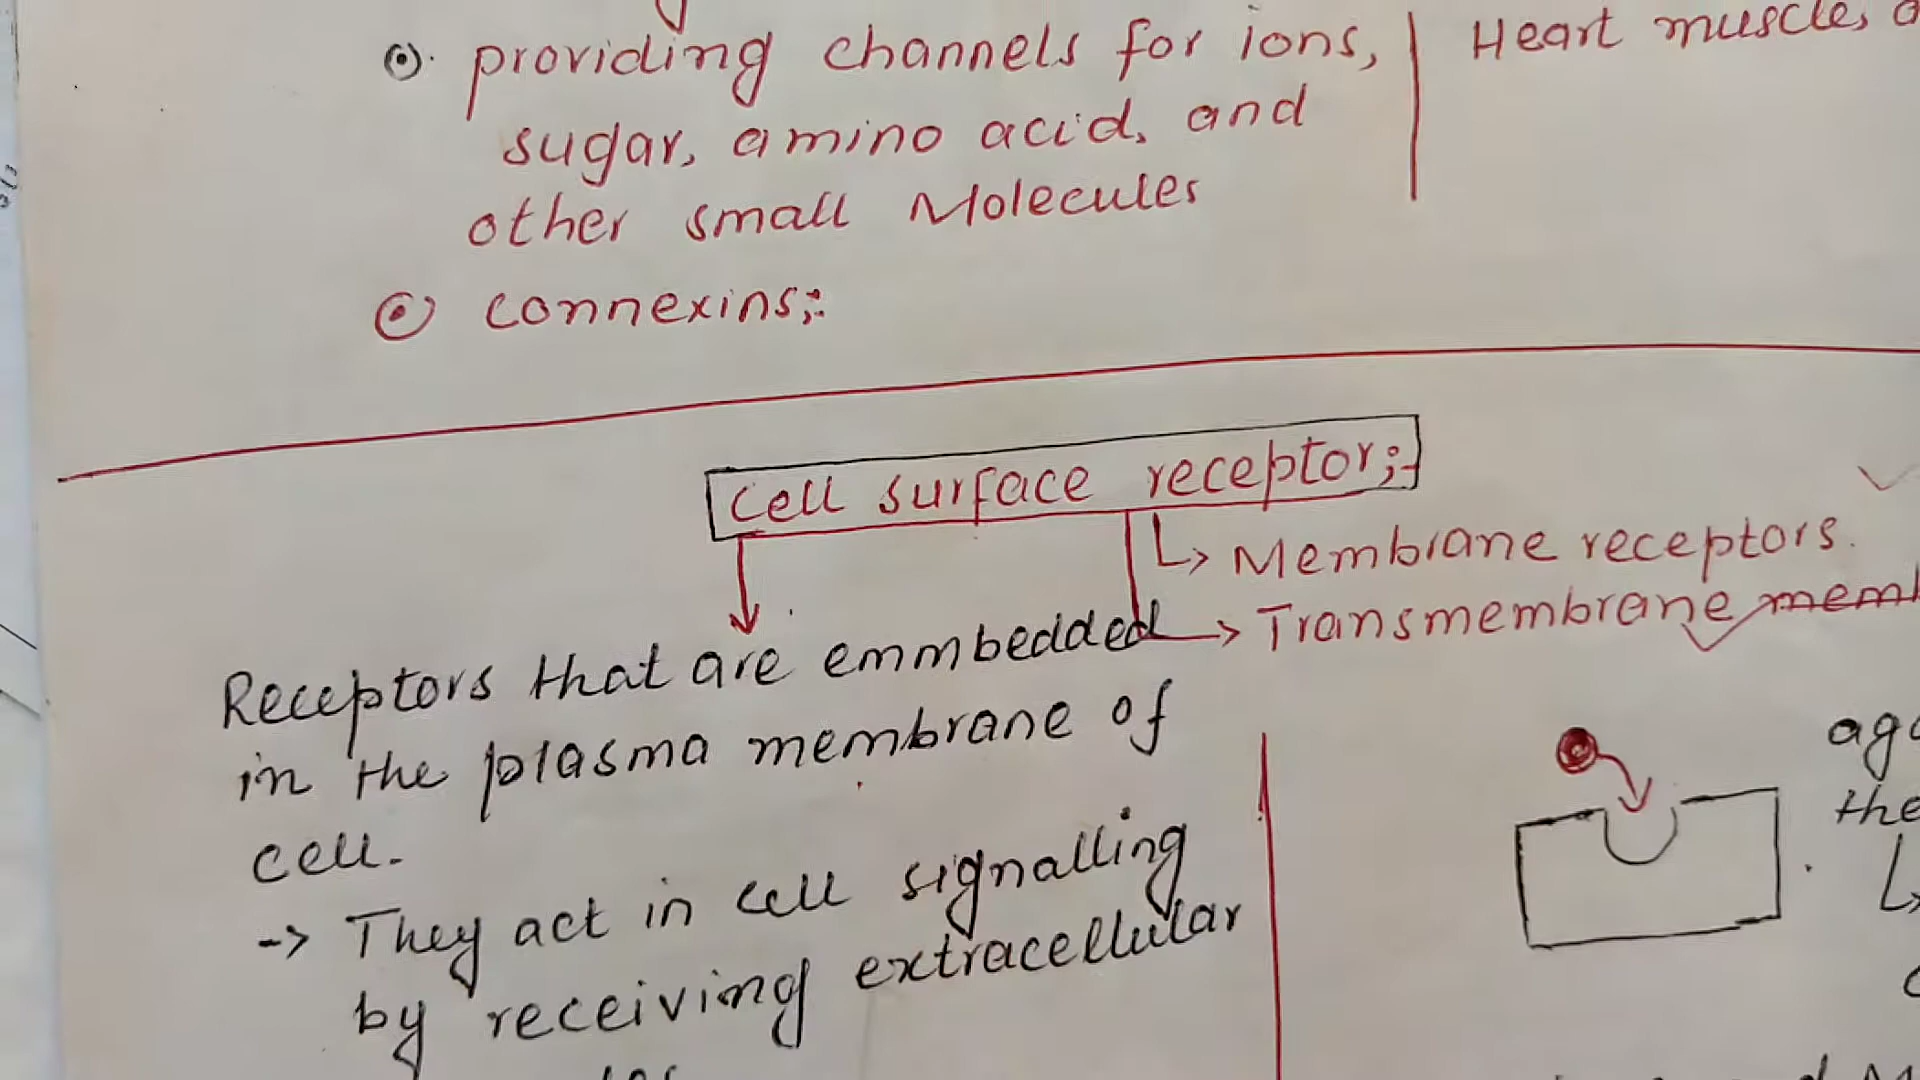 providing channels for ions,
sugar, amino acid, and
other small Molecules
connexins;:
Heart muscles
cell surface receptor;-
Membrane receptors.
Transmembrane
Receptors that are emmbedded
in the plasma membrane of
cell.
-> They act in cell signalling
by receiving extracellular
the